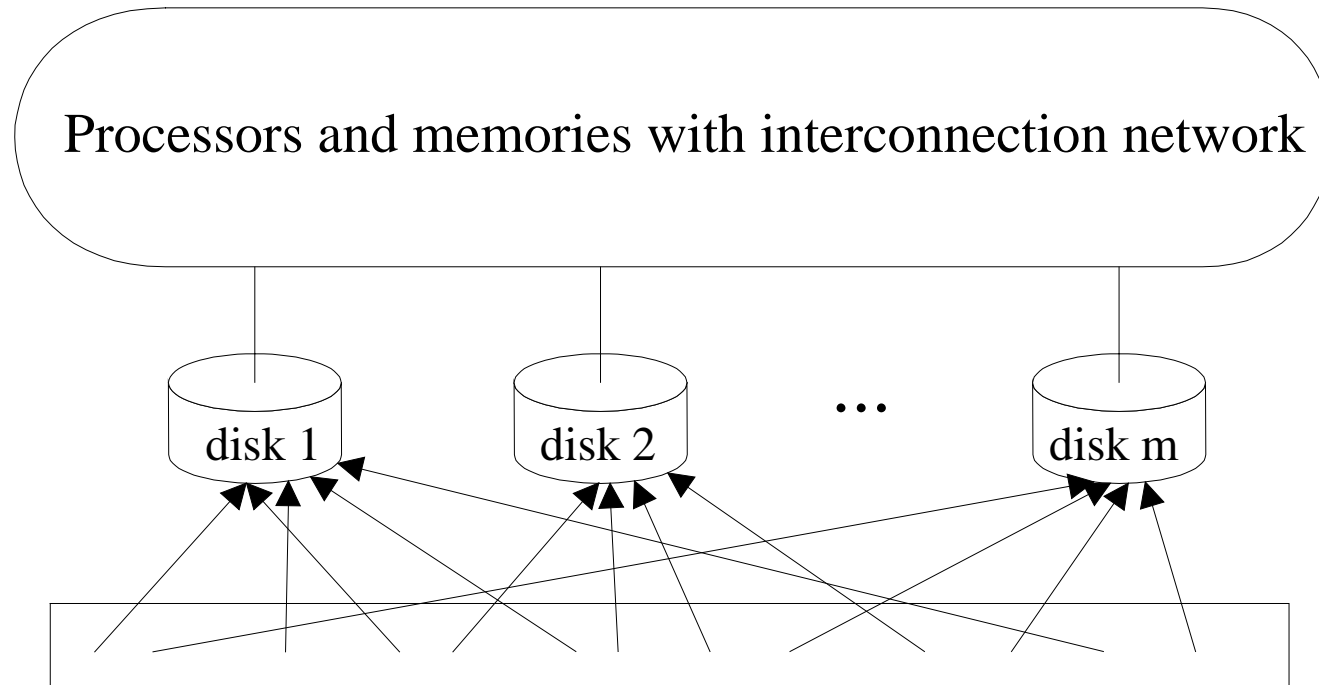 Processors and memories with interconnection network
disk 1 disk 2 ... disk m